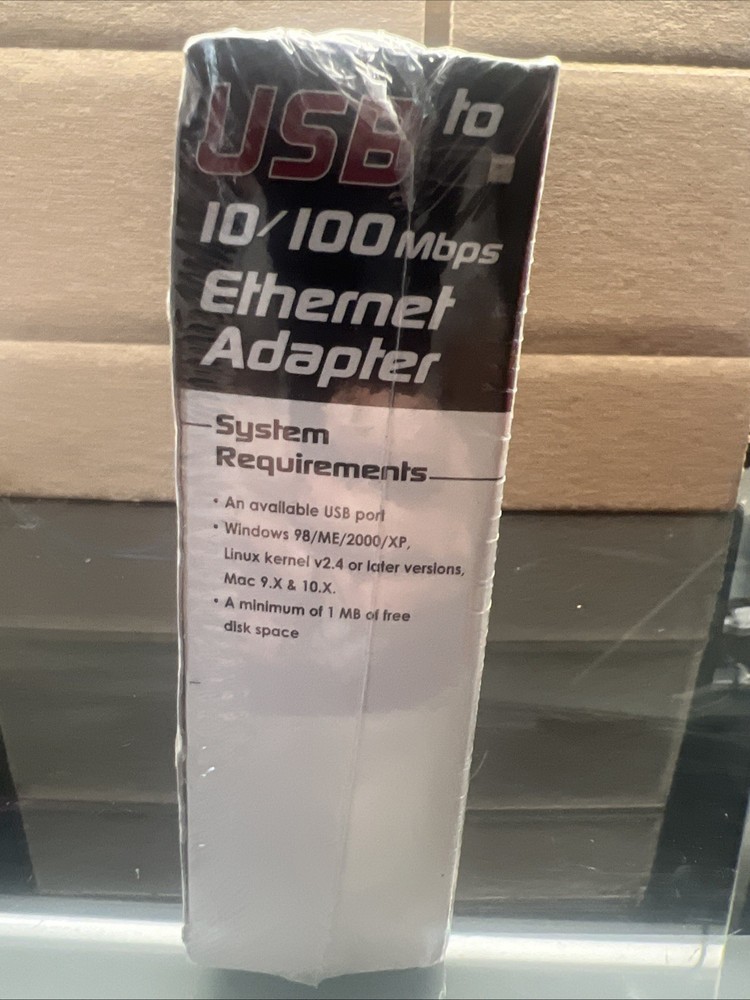 USB to
10/100 Mbps
Ethernet
Adapter
System
Requirements
• An available USB port
• Windows 98/ME/2000/XP,
Linux kernel v2.4 or later versions,
Mac 9.X & 10.X.
• A minimum of 1 MB of free
disk space